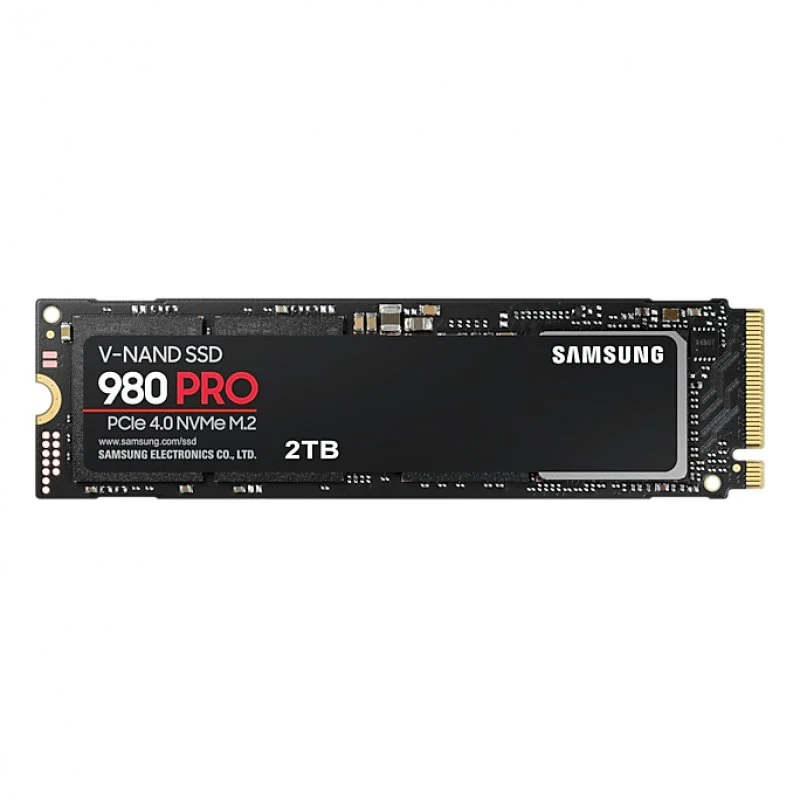 V-NAND SSD
980 PRO
PCIe 4.0 NVMe M.2
www.samsung.com/ssd
SAMSUNG ELECTRONICS CO., LTD.
2TB
SAMSUNG